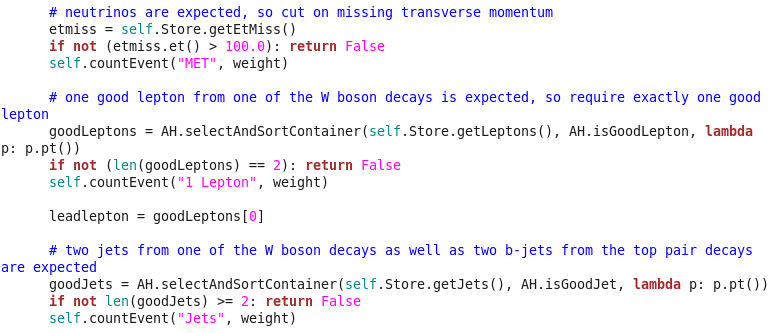 # neutrinos are expected, so cut on missing transverse momentum
etmiss = self.Store.getEtMiss()
if not (etmiss.et() > 100.0): return False
self.countEvent("MET", weight)
# one good lepton from one of the W boson decays is expected, so require exactly one good
lepton
goodLeptons = AH.selectAndSortContainer(self.Store.getLeptons(), AH.isGoodLepton, lambda
p: p.pt())
if not (len(goodLeptons) == 2): return False
self.countEvent("1 Lepton", weight)
leadlepton = goodLeptons[0]
# two jets from one of the W boson decays as well as two b-jets from the top pair decays
are expected
goodJets = AH.selectAndSortContainer(self.Store.getJets(), AH.isGoodJet, lambda p: p.pt())
if not len(goodJets) >= 2: return False
self.countEvent("Jets", weight)